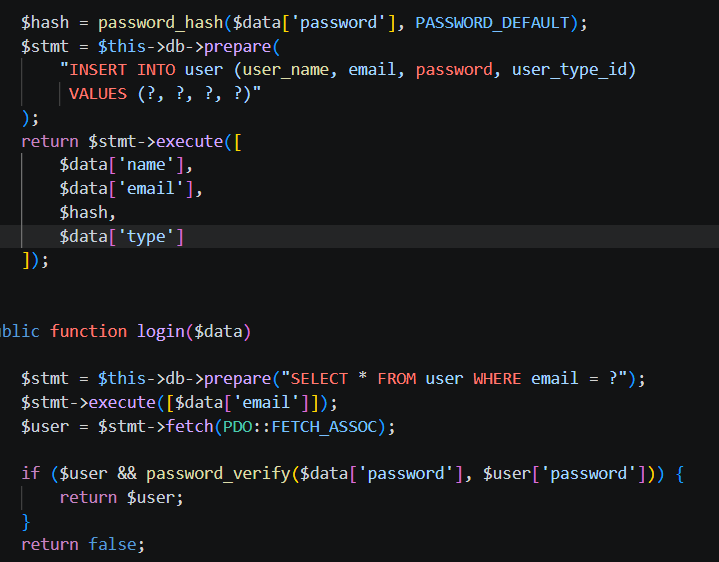 $hash = password_hash($data['password'], PASSWORD_DEFAULT);
$stmt = $this->db->prepare(
"INSERT INTO user (user_name, email, password, user_type_id)
VALUES (?, ?, ?, ?)"
);
return $stmt->execute([
$data['name'],
$data['email'],
$hash,
$data['type']
]);
blic function login($data)
$stmt = $this->db->prepare("SELECT * FROM user WHERE email = ?");
$stmt->execute([$data['email']]);
$user = $stmt->fetch(PDO::FETCH_ASSOC);
if ($user && password_verify($data['password'], $user['password'])) {
return $user;
}
return false;